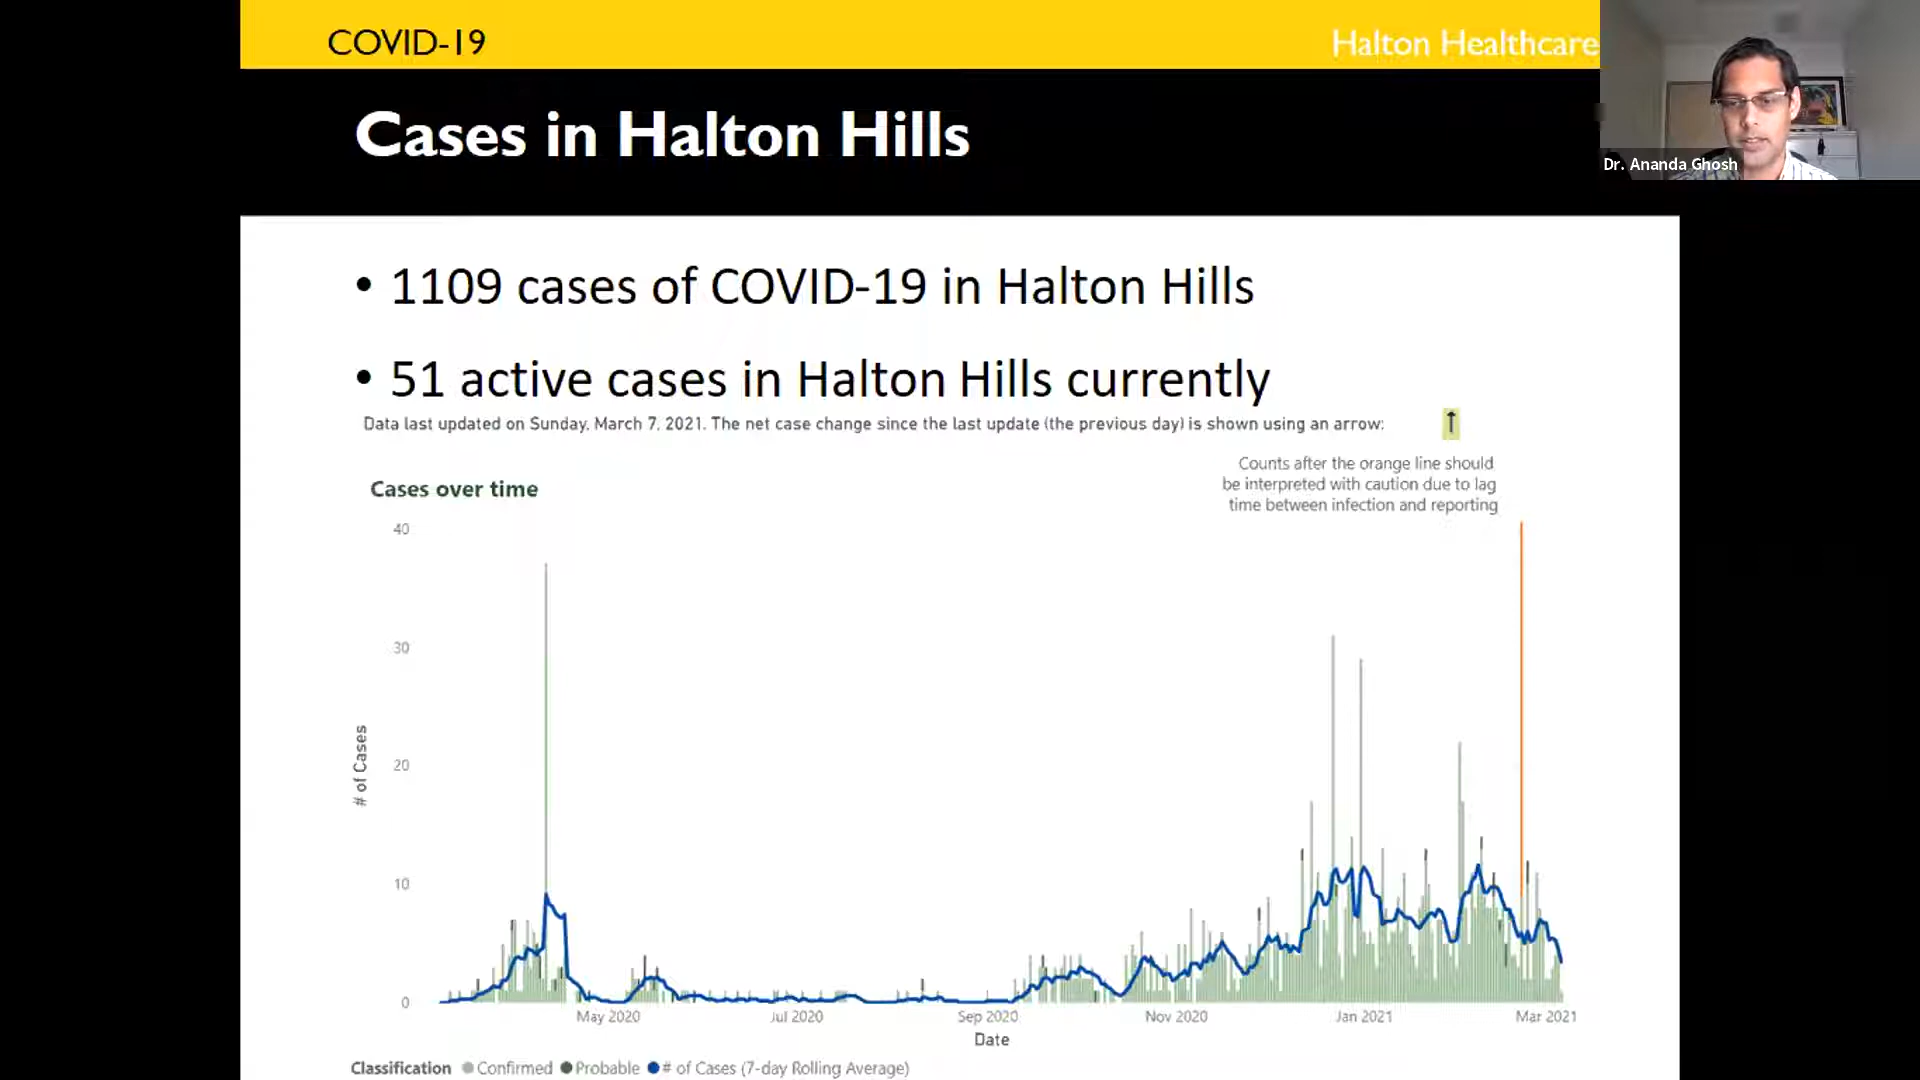 COVID-19
Halton Healthcare
Dr. Ananda Ghosh
Cases in Halton Hills
• 1109 cases of COVID-19 in Halton Hills
• 51 active cases in Halton Hills currently
Data last updated on Sunday, March 7, 2021. The net case change since the last update (the previous day) is shown using an arrow: ↑
Counts after the orange line should
be interpreted with caution due to lag
time between infection and reporting
Cases over time
40
30
20
10
0
# of Cases
May 2020 Jul 2020 Sep 2020 Nov 2020 Jan 2021 Mar 2021
Date
Classification Confirmed Probable # of Cases (7-day Rolling Average)